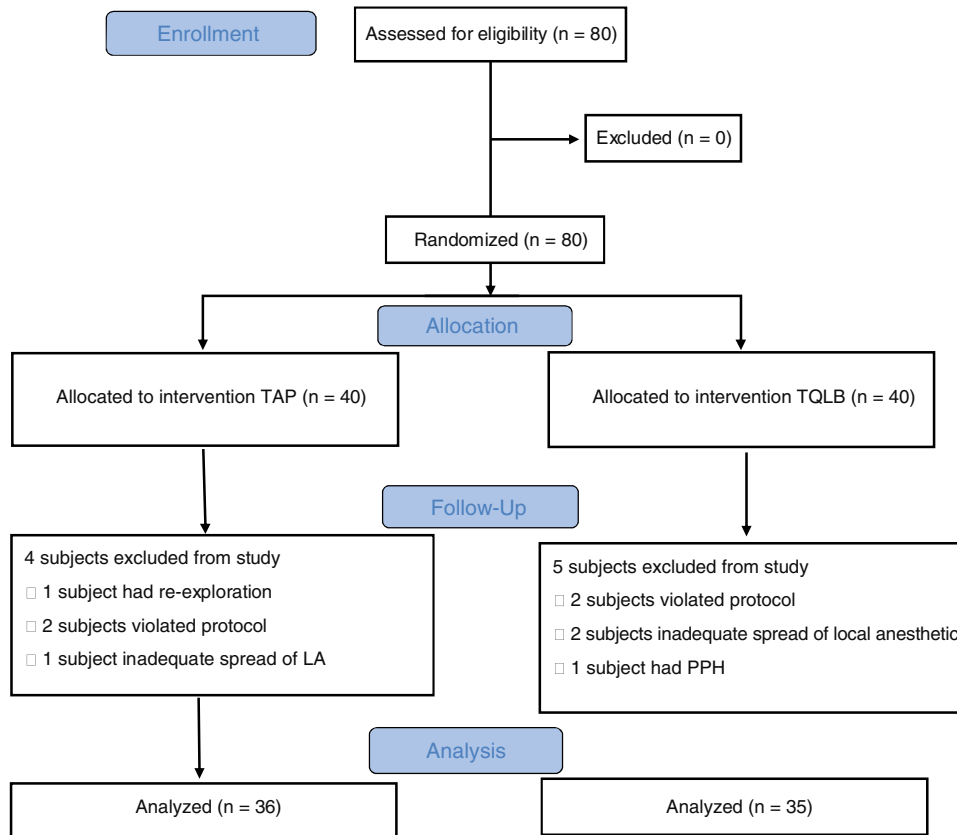 Enrollment
Assessed for eligibility (n = 80)
Excluded (n = 0)
Randomized (n = 80)
Allocation
Allocated to intervention TAP (n = 40)
Allocated to intervention TQLB (n = 40)
Follow-Up
4 subjects excluded from study
□ 1 subject had re-exploration
□ 2 subjects violated protocol
□ 1 subject inadequate spread of LA
5 subjects excluded from study
□ 2 subjects violated protocol
□ 2 subjects inadequate spread of local anesthetic
□ 1 subject had PPH
Analysis
Analyzed (n = 36)
Analyzed (n = 35)